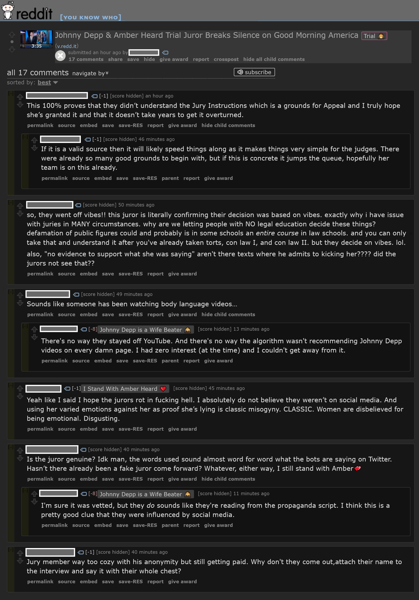 reddit [YOU KNOW WHO]
3:35
Johnny Depp & Amber Heard Trial Juror Breaks Silence on Good Morning America Trial
(v.redd.it)
submitted an hour ago by
17 comments share save hide give award report crosspost hide all child comments
all 17 comments navigate by▾
subscribe
sorted by: best ▾
[-1] [score hidden] an hour ago
This 100% proves that they didn't understand the Jury Instructions which is a grounds for Appeal and I truly hope
she's granted it and that it doesn't take years to get it overturned.
permalink source embed save save-RES report give award hide child comments
[-1] [score hidden] 46 minutes ago
If it is a valid source then it will likely speed things along as it makes things very simple for the judges. There
were already so many good grounds to begin with, but if this is concrete it jumps the queue, hopefully her
team is on this already.
permalink source embed save save-RES parent report give award
[score hidden] 50 minutes ago
so, they went off vibes!! this juror is literally confirming their decision was based on vibes. exactly why i have issue
with juries in MANY circumstances. why are we letting people with NO legal education decide these things?
defamation of public figures could and probably is in some schools an entire course in law schools. and you can only
take that and understand it after you've already taken torts, con law I, and con law II. but they decide on vibes. lol.
also, "no evidence to support what she was saying" aren't there texts where he admits to kicking her???? did the
jurors not see that??
permalink source embed save save-RES report give award
[score hidden] 49 minutes ago
Sounds like someone has been watching body language videos...
permalink source embed save save-RES report give award hide child comments
[-8] Johnny Depp is a Wife Beater [score hidden] 13 minutes ago
There's no way they stayed off YouTube. And there's no way the algorithm wasn't recommending Johnny Depp
videos on every damn page. I had zero interest (at the time) and I couldn't get away from it.
permalink source embed save save-RES parent report give award
[-1] I Stand With Amber Heard [score hidden] 45 minutes ago
Yeah like I said I hope the jurors rot in fucking hell. I absolutely do not believe they weren't on social media. And
using her varied emotions against her as proof she's lying is classic misogyny. CLASSIC. Women are disbelieved for
being emotional. Disgusting.
permalink source embed save save-RES report give award
[score hidden] 40 minutes ago
Is the juror genuine? Idk man, the words used sound almost word for word what the bots are saying on Twitter.
Hasn't there already been a fake juror come forward? Whatever, either way, I still stand with Amber
permalink source embed save save-RES report give award hide child comments
[-8] Johnny Depp is a Wife Beater [score hidden] 11 minutes ago
I'm sure it was vetted, but they do sounds like they're reading from the propaganda script. I think this is a
pretty good clue that they were influenced by social media.
permalink source embed save save-RES parent report give award
[-1] [score hidden] 40 minutes ago
Jury member way too cozy with his anonymity but still getting paid. Why don't they come out,attach their name to
the interview and say it with their whole chest?
permalink source embed save save-RES report give award